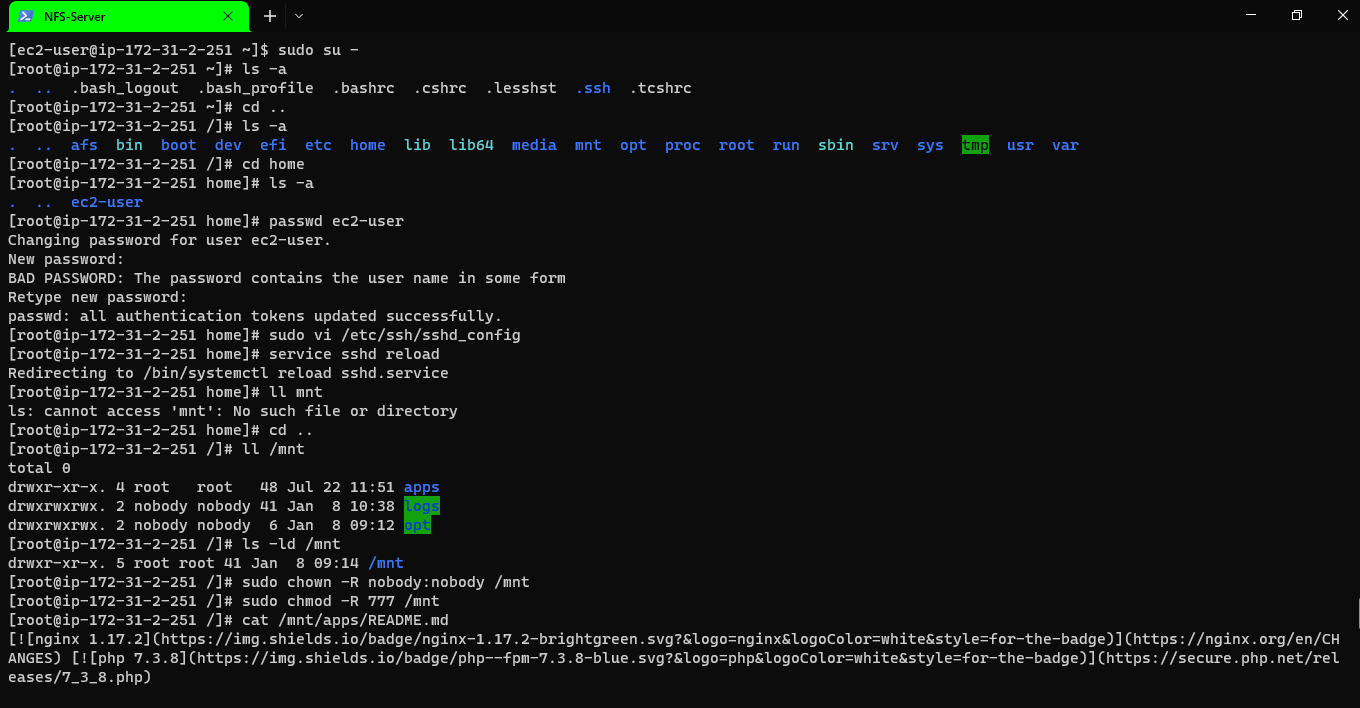 NFS-Server
[ec2-user@ip-172-31-2-251 ~]$ sudo su -
[root@ip-172-31-2-251 ~]# ls -a
.  ..  .bash_logout  .bash_profile  .bashrc  .cshrc  .lesshst  .ssh  .tcshrc
[root@ip-172-31-2-251 ~]# cd ..
[root@ip-172-31-2-251 /]# ls -a
.  ..  afs  bin  boot  dev  efi  etc  home  lib  lib64  media  mnt  opt  proc  root  run  sbin  srv  sys  tmp  usr  var
[root@ip-172-31-2-251 /]# cd home
[root@ip-172-31-2-251 home]# ls -a
.  ..  ec2-user
[root@ip-172-31-2-251 home]# passwd ec2-user
Changing password for user ec2-user.
New password:
BAD PASSWORD: The password contains the user name in some form
Retype new password:
passwd: all authentication tokens updated successfully.
[root@ip-172-31-2-251 home]# sudo vi /etc/ssh/sshd_config
[root@ip-172-31-2-251 home]# service sshd reload
Redirecting to /bin/systemctl reload sshd.service
[root@ip-172-31-2-251 home]# ll mnt
ls: cannot access 'mnt': No such file or directory
[root@ip-172-31-2-251 home]# cd ..
[root@ip-172-31-2-251 /]# ll /mnt
total 0
drwxr-xr-x. 4 root   root   48 Jul 22 11:51 apps
drwxrwxrwx. 2 nobody nobody 41 Jan  8 10:38 logs
drwxrwxrwx. 2 nobody nobody  6 Jan  8 09:12 opt
[root@ip-172-31-2-251 /]# ls -ld /mnt
drwxr-xr-x. 5 root root 41 Jan  8 09:14 /mnt
[root@ip-172-31-2-251 /]# sudo chown -R nobody:nobody /mnt
[root@ip-172-31-2-251 /]# sudo chmod -R 777 /mnt
[root@ip-172-31-2-251 /]# cat /mnt/apps/README.md
[![nginx 1.17.2](https://img.shields.io/badge/nginx-1.17.2-brightgreen.svg?&logo=nginx&logoColor=white&style=for-the-badge)](https://nginx.org/en/CH
ANGES) [![php 7.3.8](https://img.shields.io/badge/php--fpm-7.3.8-blue.svg?&logo=php&logoColor=white&style=for-the-badge)](https://secure.php.net/rel
eases/7_3_8.php)